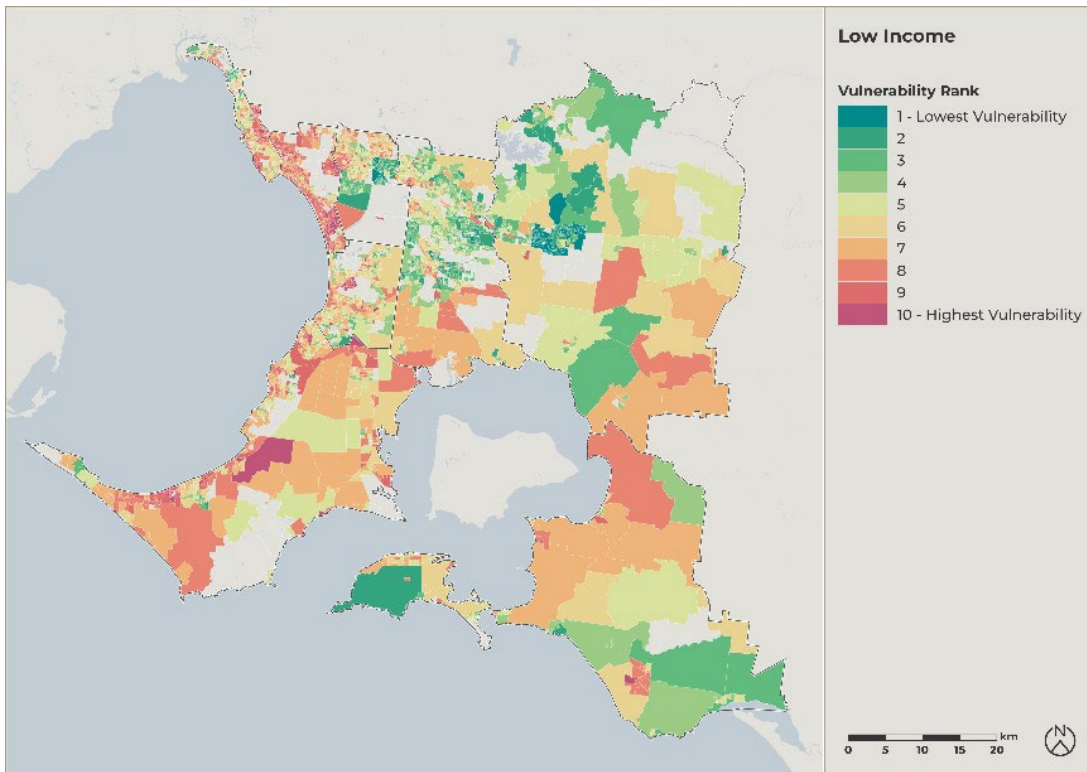 Low Income
Vulnerability Rank
1 - Lowest Vulnerability
2
3
4
5
6
7
8
9
10 - Highest Vulnerability
km
0 5 10 15 20
N